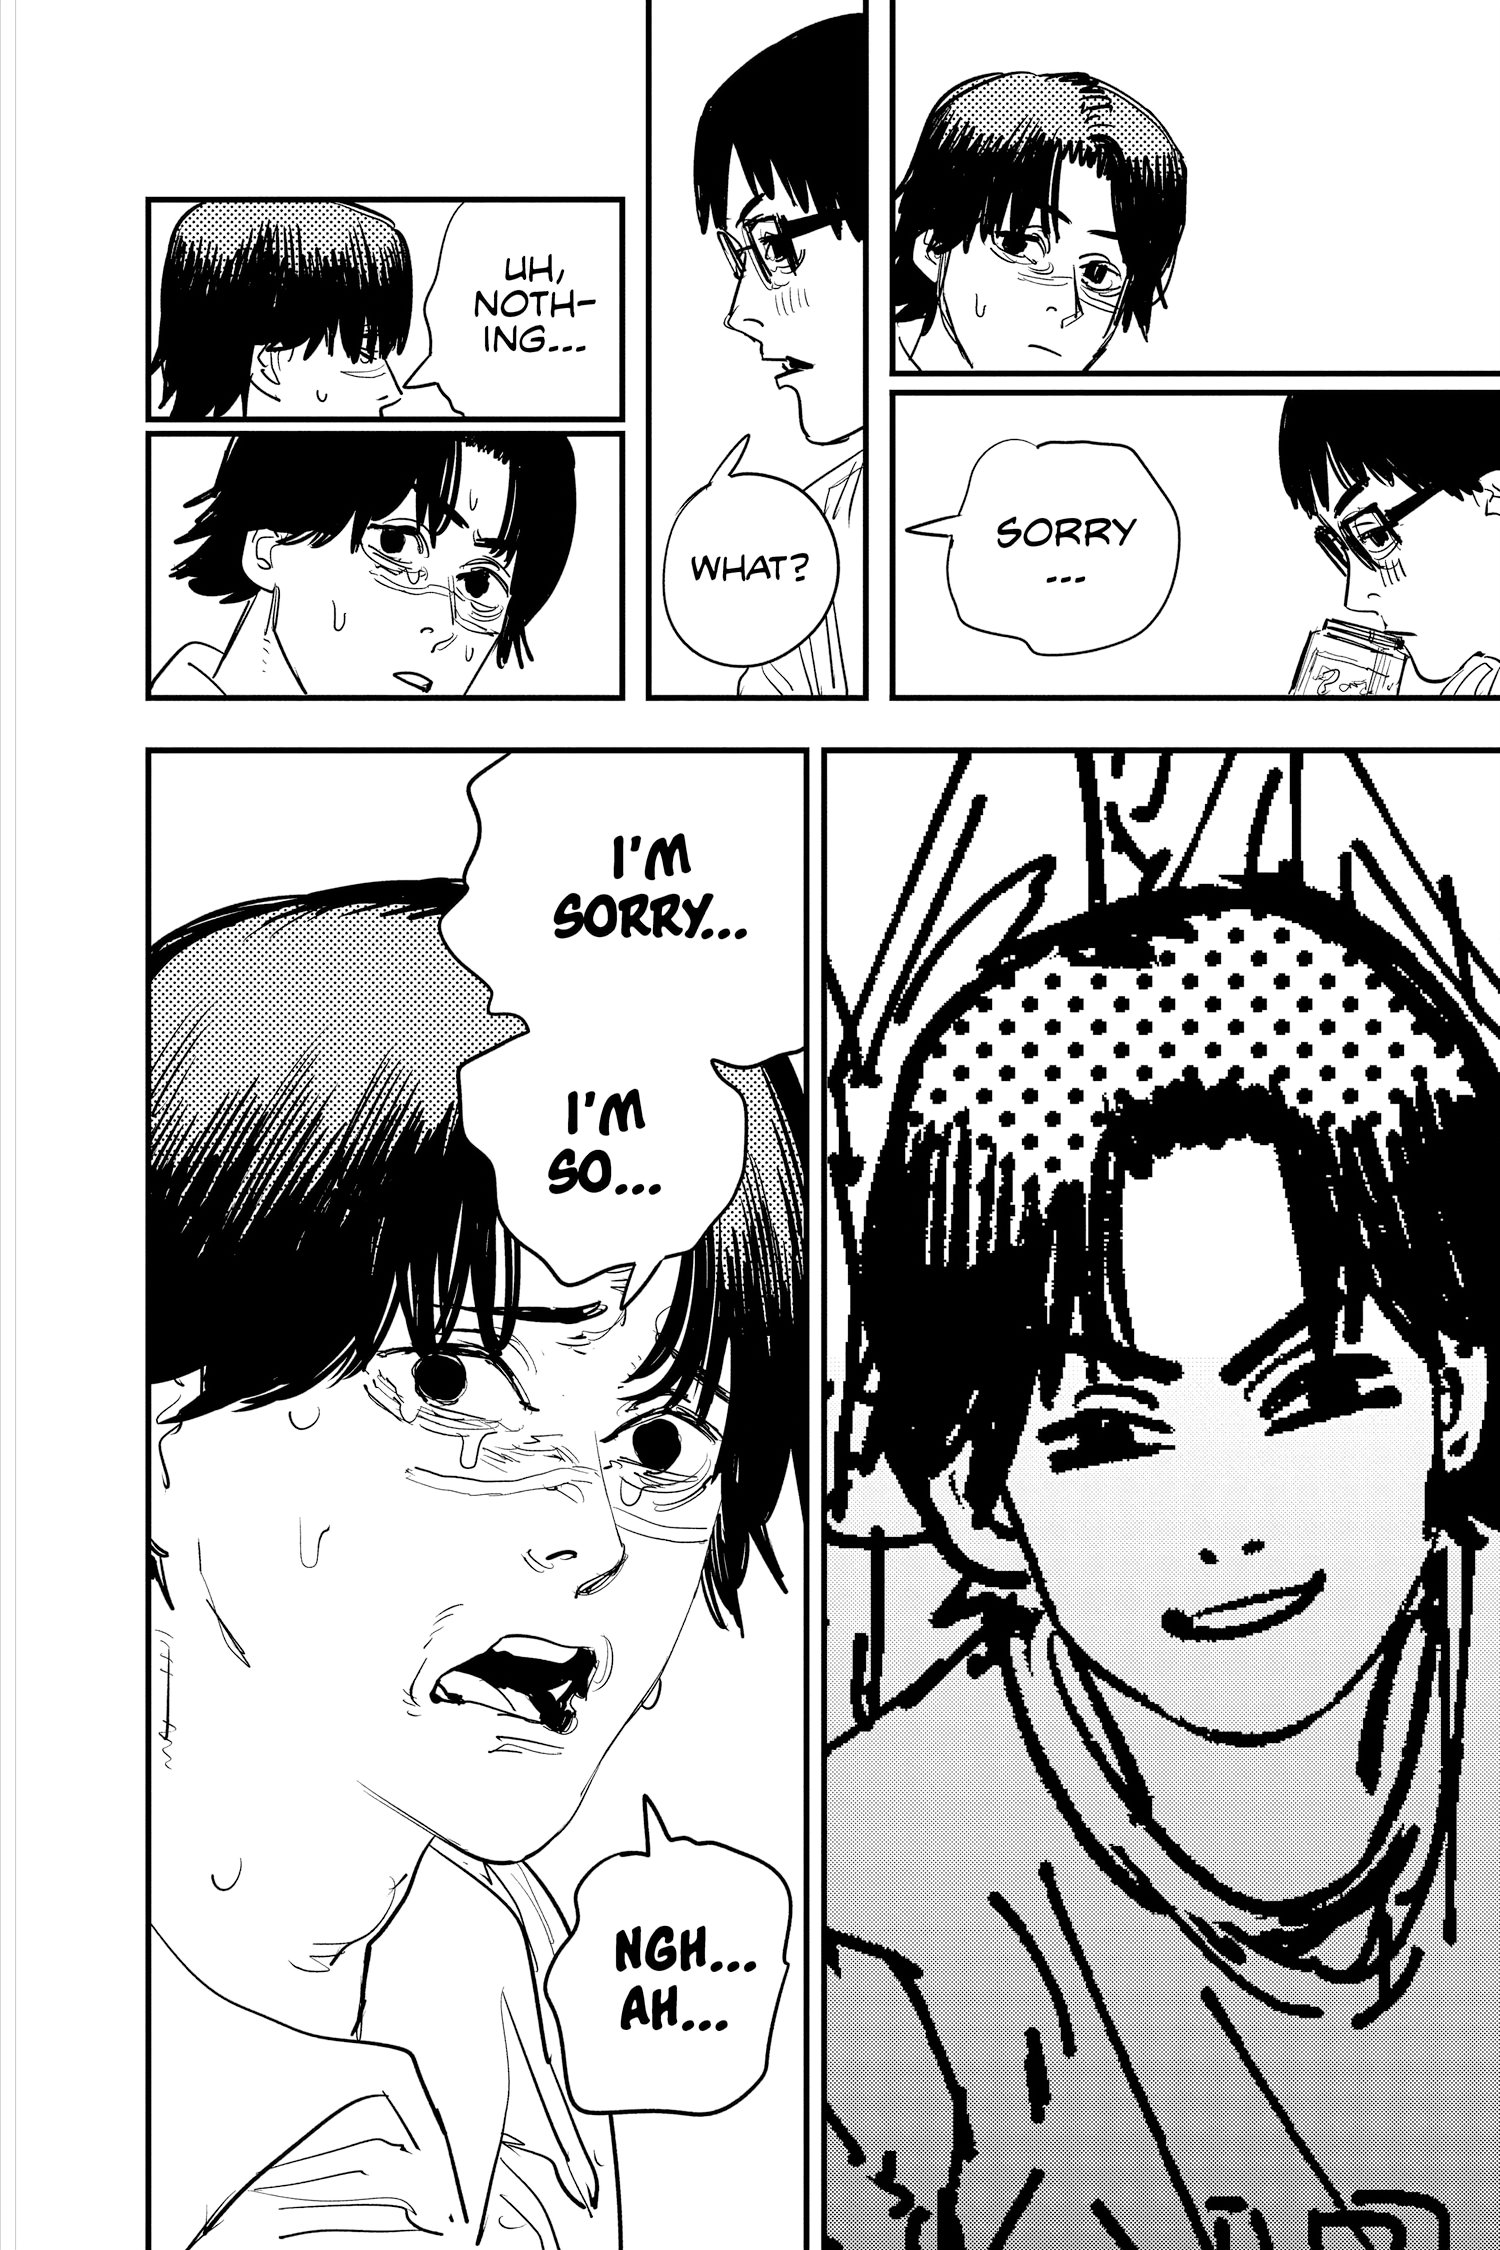 SORRY
...
WHAT?
UH,
NOTH-
ING...
I'M
SORRY...
I'M
SO...
NGH...
AH...